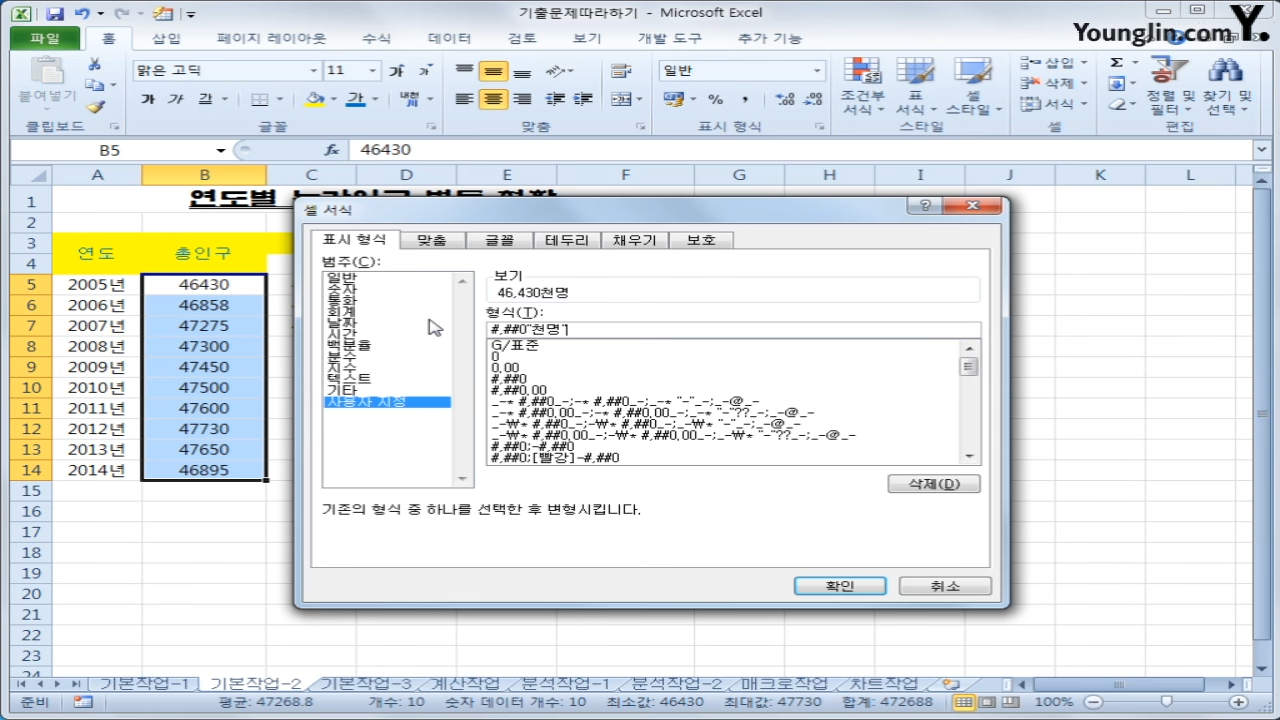 기출문제따라하기 - Microsoft Excel
Younglin.com Y.
파일 홈 삽입 페이지 레이아웃 수식 데이터 검토 보기 개발 도구 추가 기능
붙여넣기
클립보드
맑은 고딕 11
가 가 가 가 가 가 내천
글꼴
맞춤
일반
% ,
표시 형식
조건부 서식 표 서식 셀 스타일
스타일
삽입
삭제
서식
셀
Σ
정렬 및 필터 찾기 및 선택
편집
B5 fx 46430
A B C D E F G H I J K L
1
2
3 연도 총인구
4
5 2005년 46430
6 2006년 46858
7 2007년 47275
8 2008년 47300
9 2009년 47450
10 2010년 47500
11 2011년 47600
12 2012년 47730
13 2013년 47650
14 2014년 46895
15
16
17
18
19
20
21
22
23
24
셀 서식
표시 형식 맞춤 글꼴 테두리 채우기 보호
범주(C):
일반
숫자
통화
회계
날짜
시간
백분율
분수
지수
텍스트
기타
사용자 지정
보기
46,430천명
형식(T):
#,##0"천명"
G/표준
0
0.00
#,##0
#,##0.00
_-* #,##0_-;-* #,##0_-;_-* "-"_-;_-@_-
_-* #,##0.00_-;-* #,##0.00_-;_-* "-"??_-;_-@_-
_-₩* #,##0_-;-₩* #,##0_-;_-₩* "-"_-;_-@_-
_-₩* #,##0.00_-;-₩* #,##0.00_-;_-₩* "-"??_-;_-@_-
#,##0;-#,##0
#,##0;[빨강]-#,##0
삭제(D)
기존의 형식 중 하나를 선택한 후 변형시킵니다.
확인 취소
기본작업-1 기본작업-2 기본작업-3 계산작업 분석작업-1 분석작업-2 매크로작업 차트작업
준비 평균: 47268.8 개수: 10 숫자 데이터 개수: 10 최소값: 46430 최대값: 47730 합계: 472688 100%